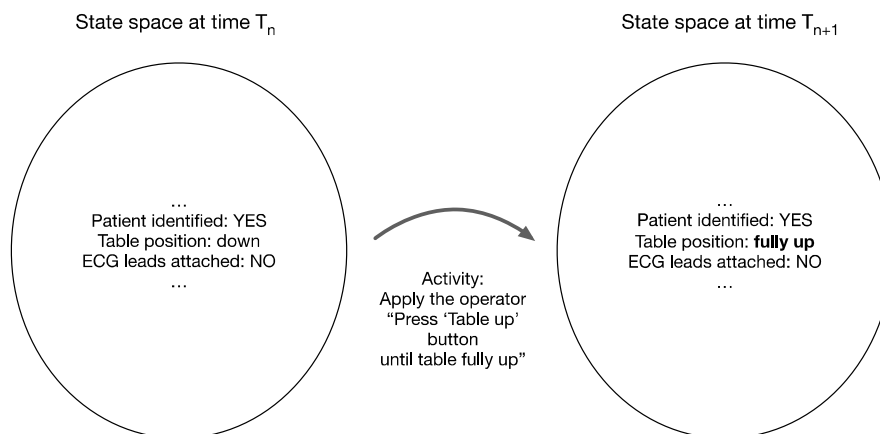 State space at time Tn
State space at time Tn+1
...
Patient identified: YES
Table position: down
ECG leads attached: NO
...
Activity:
Apply the operator
“Press ‘Table up’
button
until table fully up”
...
Patient identified: YES
Table position: fully up
ECG leads attached: NO
...